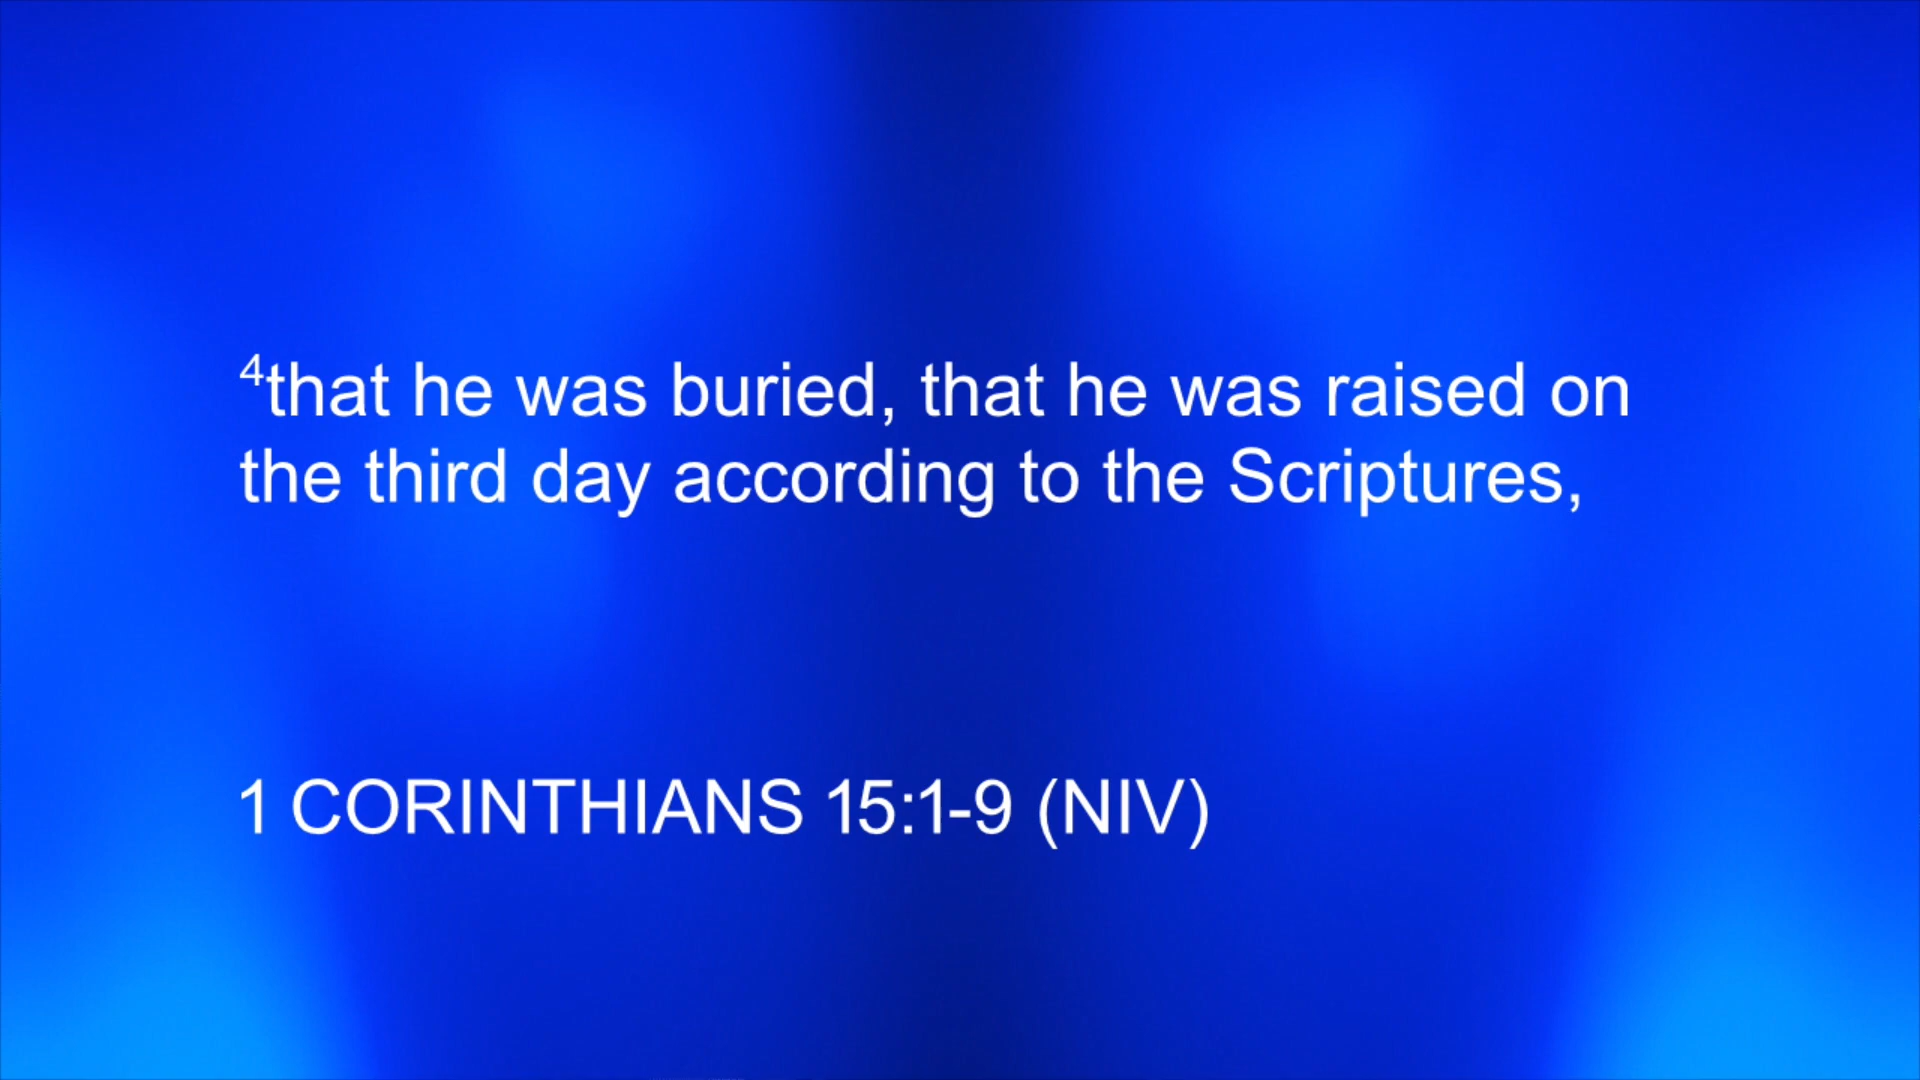 4that he was buried, that he was raised on
the third day according to the Scriptures,
1 CORINTHIANS 15:1-9 (NIV)